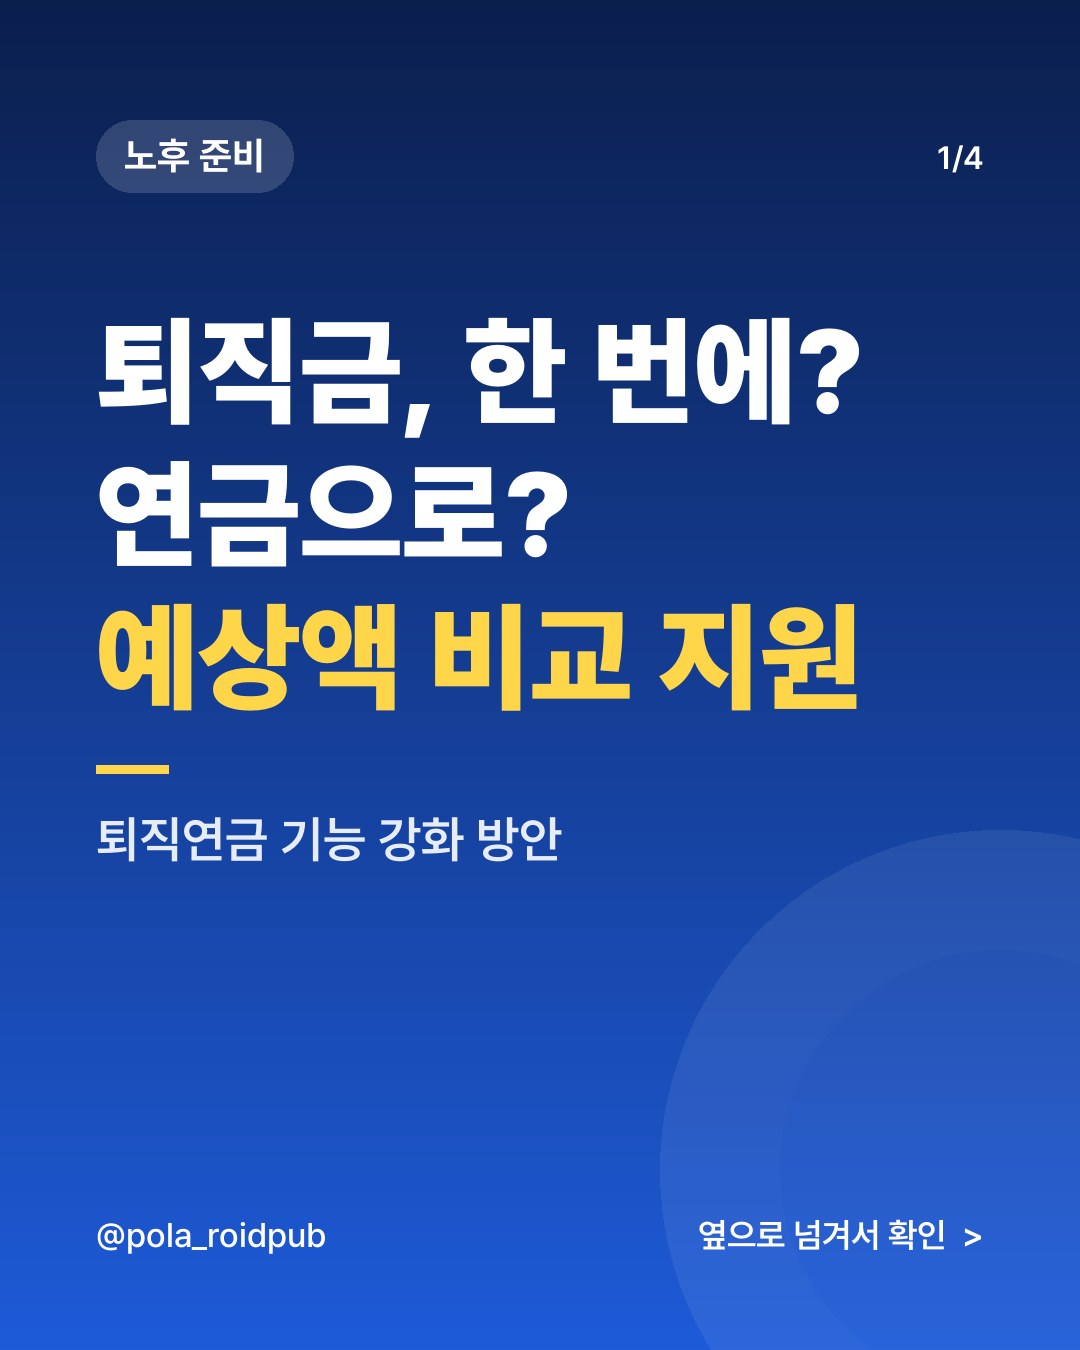 노후 준비
1/4
퇴직금, 한 번에?
연금으로?
예상액 비교 지원
퇴직연금 기능 강화 방안
@pola_roidpub
옆으로 넘겨서 확인 >